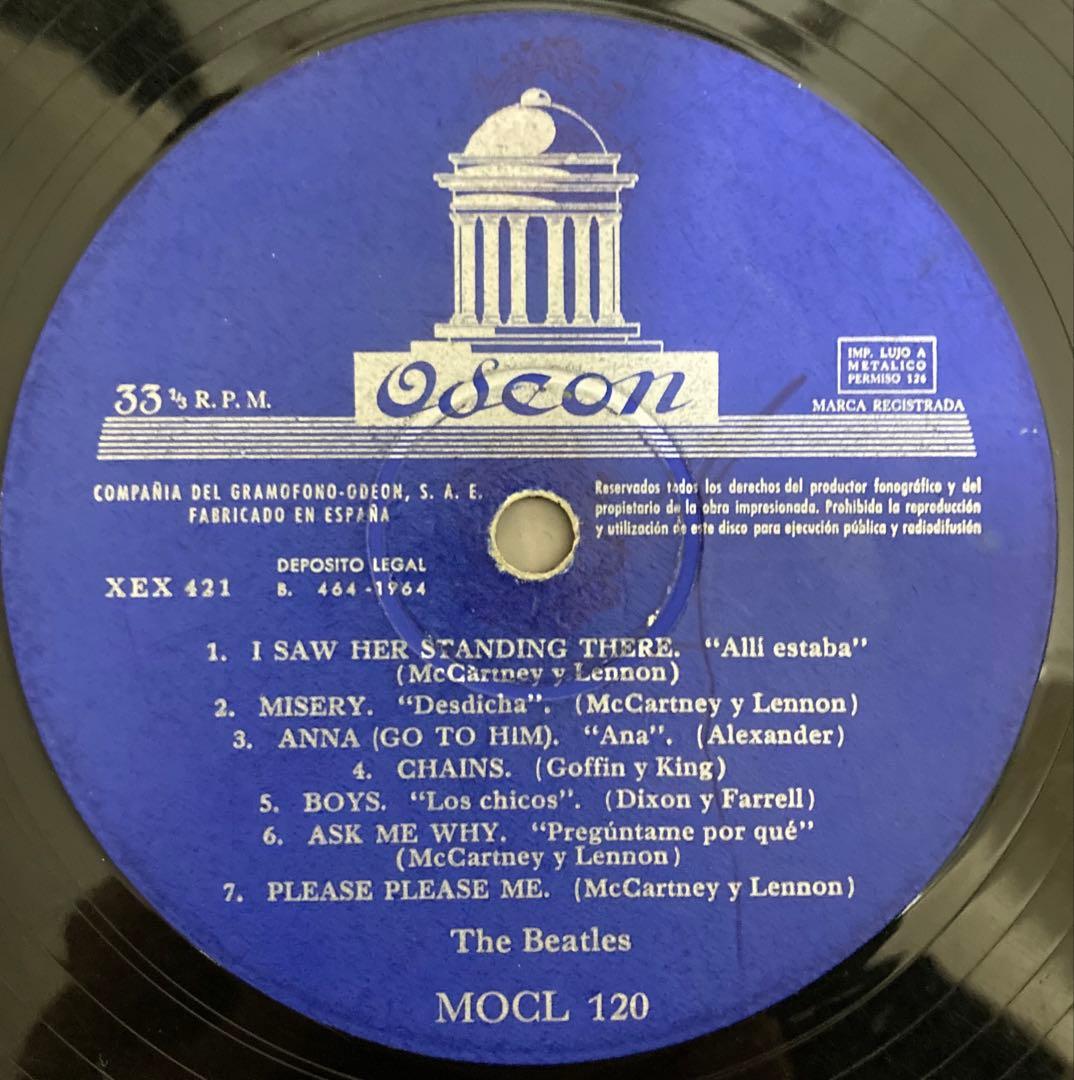 Odeon
33 ⅓ R. P. M.
IMP. LUJO A
METALICO
PERMISO 126
MARCA REGISTRADA
COMPAÑIA DEL GRAMOFONO-ODEON, S. A. E.
FABRICADO EN ESPAÑA
Reservados todos los derechos del productor fonográfico y del
propietario de la obra impresionada. Prohibida la reproducción
y utilización de este disco para ejecución pública y radiodifusión
DEPOSITO LEGAL
XEX 421 B. 464-1964
1. I SAW HER STANDING THERE. "Allí estaba"
(McCartney y Lennon)
2. MISERY. "Desdicha". (McCartney y Lennon)
3. ANNA (GO TO HIM). "Ana". (Alexander)
4. CHAINS. (Goffin y King)
5. BOYS. "Los chicos". (Dixon y Farrell)
6. ASK ME WHY. "Pregúntame por qué"
(McCartney y Lennon)
7. PLEASE PLEASE ME. (McCartney y Lennon)
The Beatles
MOCL 120